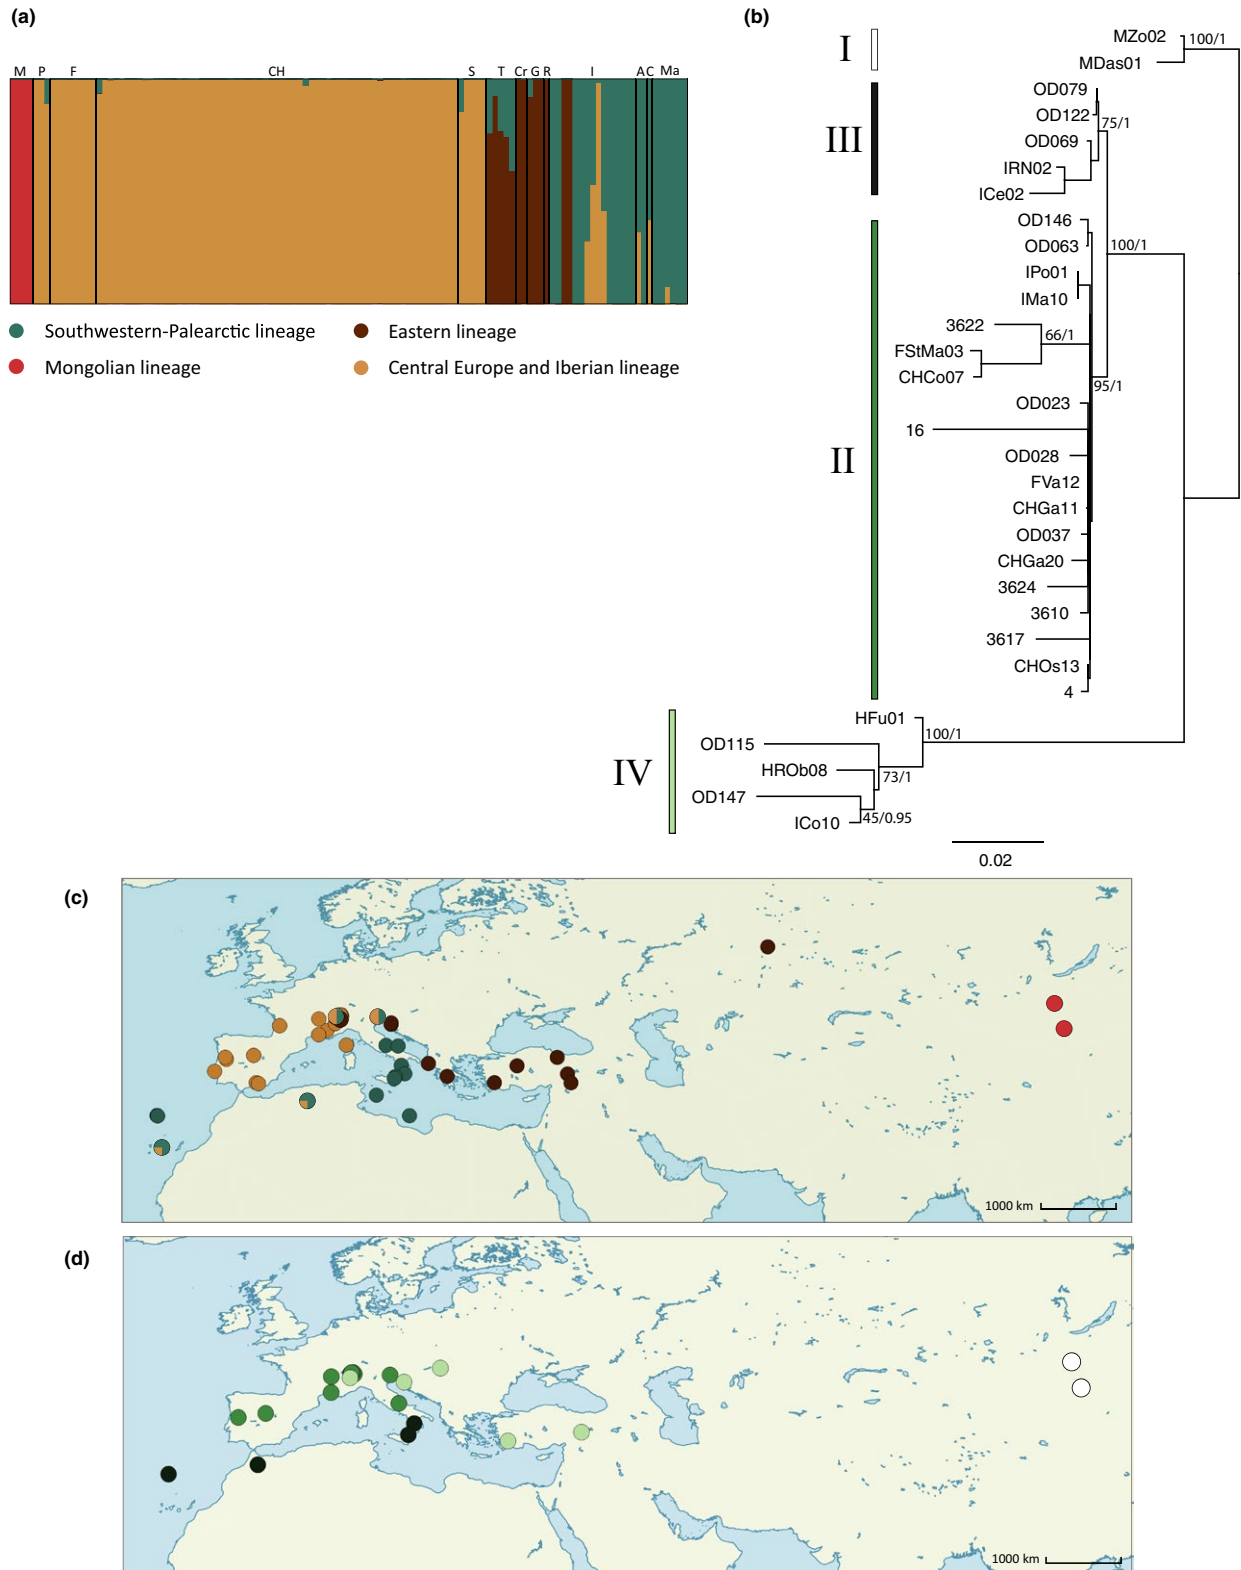 (a)
M P F CH S T Cr G R I A C Ma
Southwestern-Palearctic lineage
Eastern lineage
Mongolian lineage
Central Europe and Iberian lineage
(b)
I
MZo02
100/1
MDas01
III
OD079
OD122
75/1
OD069
IRN02
ICe02
II
OD146
OD063
100/1
IPo01
IMa10
3622
66/1
FStMa03
CHCo07
95/1
OD023
16
OD028
FVa12
CHGa11
OD037
CHGa20
3624
3610
3617
CHOs13
4
IV
HFu01
100/1
OD115
HROb08
73/1
OD147
ICo10
45/0.95
0.02
(c)
1000 km
(d)
1000 km